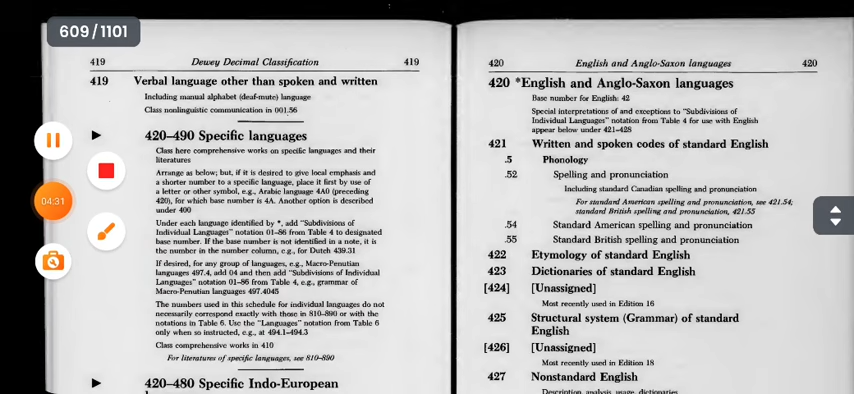 609/1101
04:31
419 Dewey Decimal Classification 419
419 Verbal language other than spoken and written
Including manual alphabet (deaf-mute) language
Class nonlinguistic communication in 001.56
420–490 Specific languages
Class here comprehensive works on specific languages and their
literatures
Arrange as below; but, if it is desired to give local emphasis and
a shorter number to a specific language, place it first by use of
a letter or other symbol, e.g., Arabic language 4A0 (preceding
420), for which base number is 4A. Another option is described
under 400
Under each language identified by *, add "Subdivisions of
Individual Languages" notation 01–86 from Table 4 to designated
base number. If the base number is not identified in a note, it is
the number in the number column, e.g., for Dutch 439.31
If desired, for any group of languages, e.g., Macro-Penutian
languages 497.4, add 04 and then add "Subdivisions of Individual
Languages" notation 01–86 from Table 4, e.g., grammar of
Macro-Penutian languages 497.4045
The numbers used in this schedule for individual languages do not
necessarily correspond exactly with those in 810–890 or with the
notations in Table 6. Use the "Languages" notation from Table 6
only when so instructed, e.g., at 494.1–494.3
Class comprehensive works in 410
For literatures of specific languages, see 810–890
420–480 Specific Indo-European
420 English and Anglo-Saxon languages 420
420 *English and Anglo-Saxon languages
Base number for English: 42
Special interpretations of and exceptions to "Subdivisions of
Individual Languages" notation from Table 4 for use with English
appear below under 421–428
421 Written and spoken codes of standard English
.5 Phonology
.52 Spelling and pronunciation
Including standard Canadian spelling and pronunciation
For standard American spelling and pronunciation, see 421.54;
standard British spelling and pronunciation, 421.55
.54 Standard American spelling and pronunciation
.55 Standard British spelling and pronunciation
422 Etymology of standard English
423 Dictionaries of standard English
[424] [Unassigned]
Most recently used in Edition 16
425 Structural system (Grammar) of standard
English
[426] [Unassigned]
Most recently used in Edition 18
427 Nonstandard English
Description, analysis, usage, dictionaries